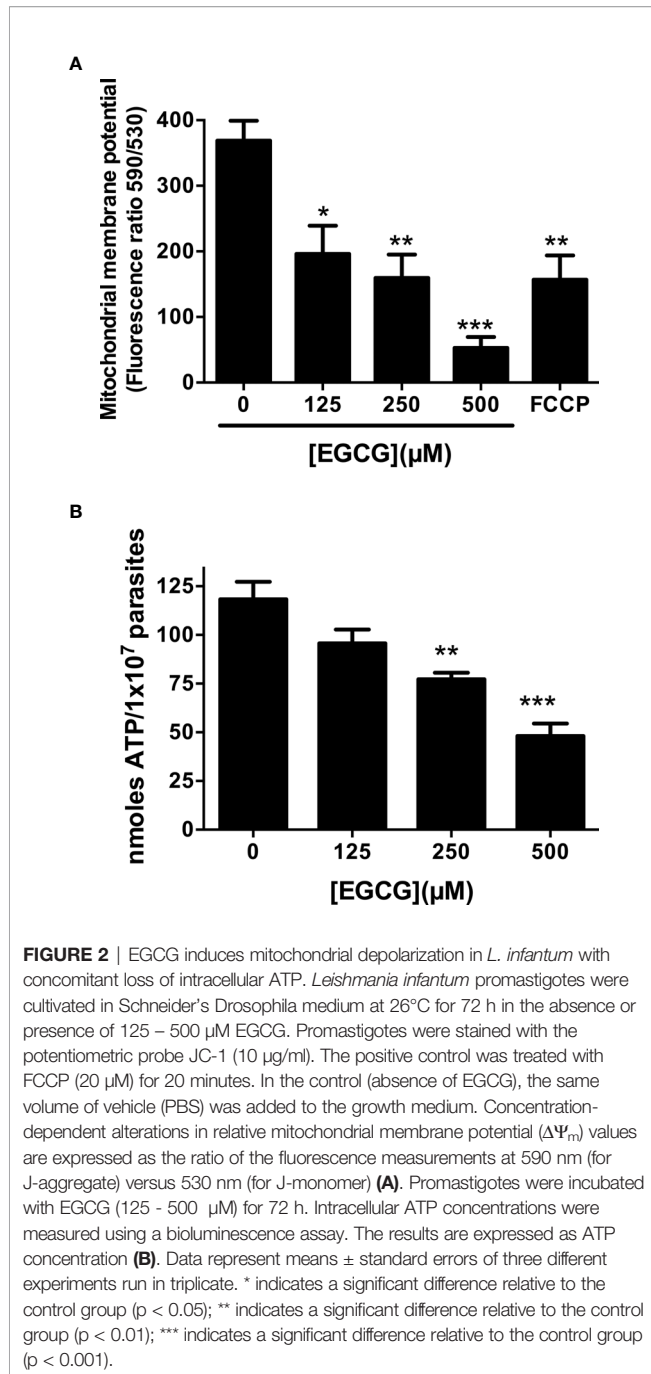 A
Mitochondrial membrane potential
(Fluorescence ratio 590/530)
400
300
200
100
0
*
**
***
**
0 125 250 500 FCCP
[EGCG](µM)
B
nmoles ATP/1x10⁷ parasites
125
100
75
50
25
0
**
***
0 125 250 500
[EGCG](µM)
FIGURE 2 | EGCG induces mitochondrial depolarization in L. infantum with
concomitant loss of intracellular ATP. Leishmania infantum promastigotes were
cultivated in Schneider's Drosophila medium at 26°C for 72 h in the absence or
presence of 125 – 500 µM EGCG. Promastigotes were stained with the
potentiometric probe JC-1 (10 µg/ml). The positive control was treated with
FCCP (20 µM) for 20 minutes. In the control (absence of EGCG), the same
volume of vehicle (PBS) was added to the growth medium. Concentration-
dependent alterations in relative mitochondrial membrane potential (ΔΨm) values
are expressed as the ratio of the fluorescence measurements at 590 nm (for
J-aggregate) versus 530 nm (for J-monomer) (A). Promastigotes were incubated
with EGCG (125 - 500 µM) for 72 h. Intracellular ATP concentrations were
measured using a bioluminescence assay. The results are expressed as ATP
concentration (B). Data represent means ± standard errors of three different
experiments run in triplicate. * indicates a significant difference relative to the
control group (p < 0.05); ** indicates a significant difference relative to the control
group (p < 0.01); *** indicates a significant difference relative to the control group
(p < 0.001).